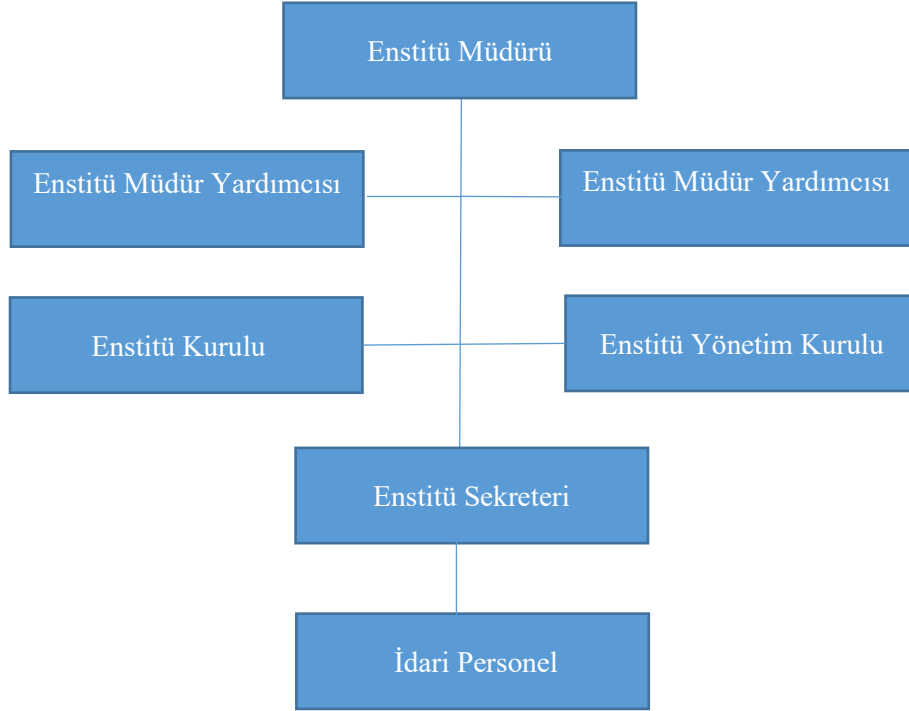 Enstitü Müdürü
Enstitü Müdür Yardımcısı
Enstitü Müdür Yardımcısı
Enstitü Kurulu
Enstitü Yönetim Kurulu
Enstitü Sekreteri
İdari Personel